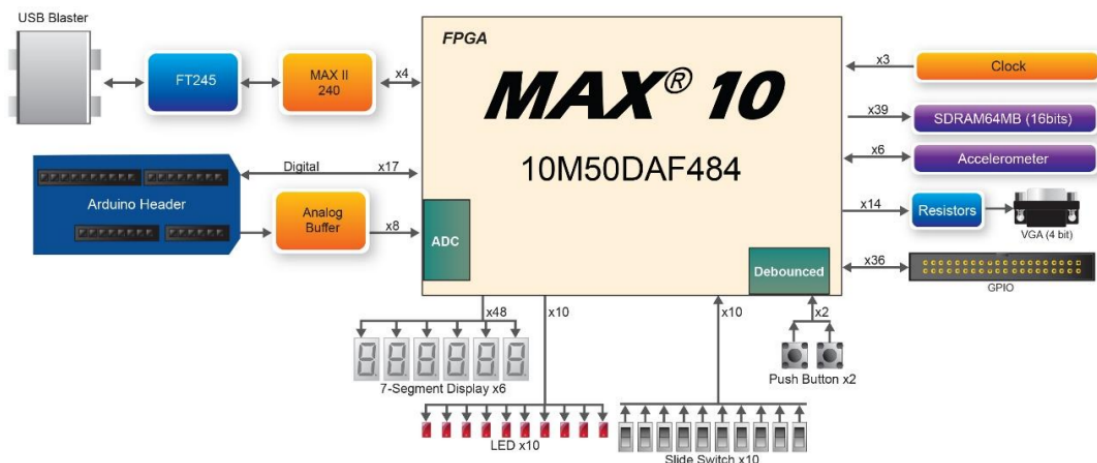 USB Blaster
FPGA
MAX® 10
10M50DAF484
FT245
MAX II
240
x4
x3
Clock
x39
SDRAM64MB (16bits)
x6
Accelerometer
Digital
x17
Arduino Header
Analog
Buffer
x8
ADC
x14
Resistors
VGA (4 bit)
Debounced
x36
GPIO
x48
x10
x10
x2
7-Segment Display x6
Push Button x2
LED x10
Slide Switch x10